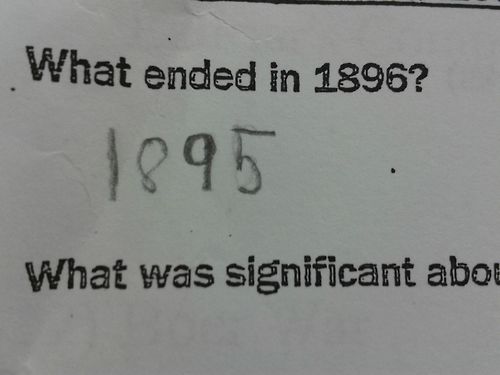 What ended in 1896?
1895
What was significant abou